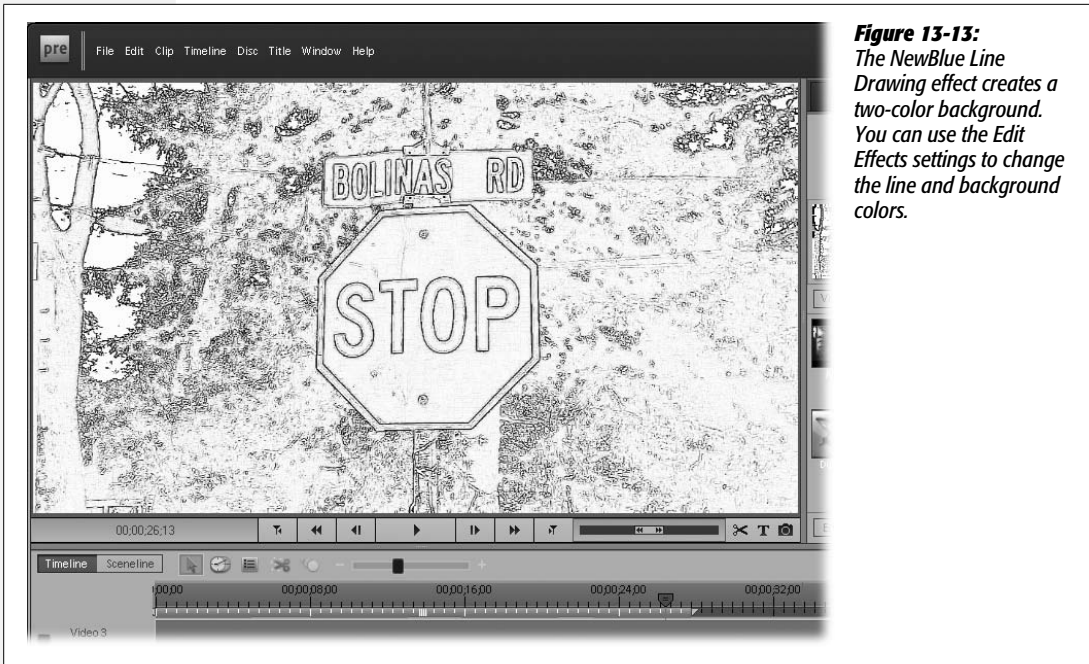 pre File Edit Clip Timeline Disc Title Window Help
BOLINAS RD
STOP
00;00;26;13
T
Timeline Sceneline
;00;00 00;00;08;00 00;00;16;00 00;00;24;00 00;00;32;00
Video 3
Figure 13-13:
The NewBlue Line
Drawing effect creates a
two-color background.
You can use the Edit
Effects settings to change
the line and background
colors.